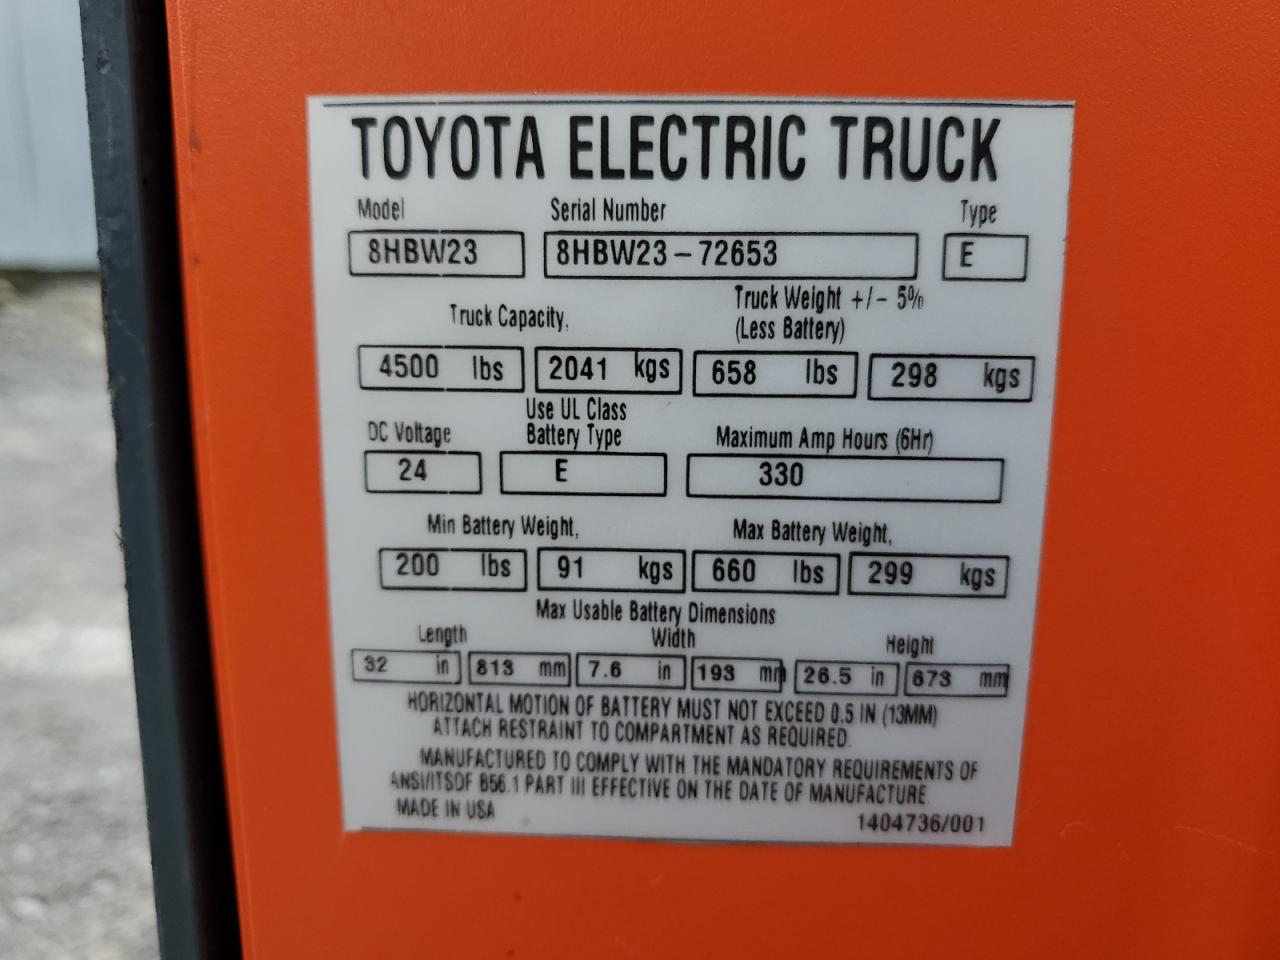 TOYOTA ELECTRIC TRUCK
Model Serial Number Type
8HBW23 8HBW23-72653 E
Truck Capacity, Truck Weight +/- 5%
(Less Battery)
4500 lbs 2041 kgs 658 lbs 298 kgs
DC Voltage Use UL Class
Battery Type Maximum Amp Hours (6Hr)
24 E 330
Min Battery Weight, Max Battery Weight,
200 lbs 91 kgs 660 lbs 299 kgs
Max Usable Battery Dimensions
Length Width Height
32 in 813 mm 7.6 in 193 mm 26.5 in 673 mm
HORIZONTAL MOTION OF BATTERY MUST NOT EXCEED 0.5 IN (13MM)
ATTACH RESTRAINT TO COMPARTMENT AS REQUIRED.
MANUFACTURED TO COMPLY WITH THE MANDATORY REQUIREMENTS OF
ANSI/ITSDF B56.1 PART III EFFECTIVE ON THE DATE OF MANUFACTURE.
MADE IN USA 1404736/001